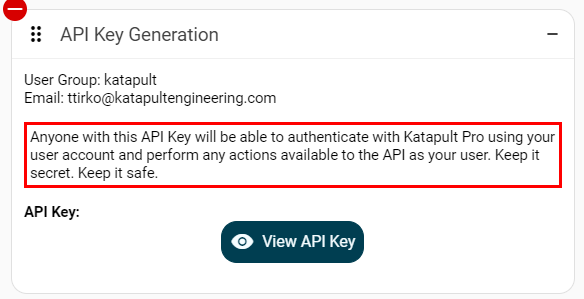 API Key Generation
User Group: katapult
Email: ttirko@katapultengineering.com
Anyone with this API Key will be able to authenticate with Katapult Pro using your
user account and perform any actions available to the API as your user. Keep it
secret. Keep it safe.
API Key:
View API Key